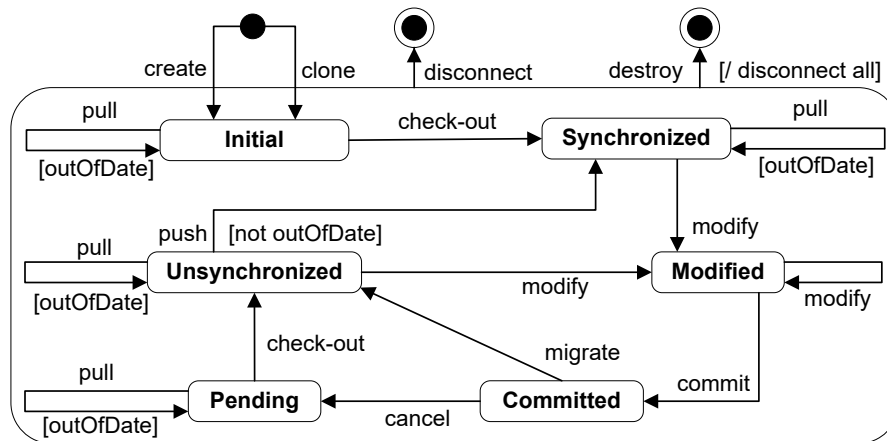 create
clone
disconnect
destroy [/ disconnect all]
pull
Initial
[outOfDate]
check-out
Synchronized
pull
[outOfDate]
push [not outOfDate]
modify
pull
Unsynchronized
[outOfDate]
modify
Modified
modify
check-out
migrate
commit
pull
Pending
[outOfDate]
cancel
Committed